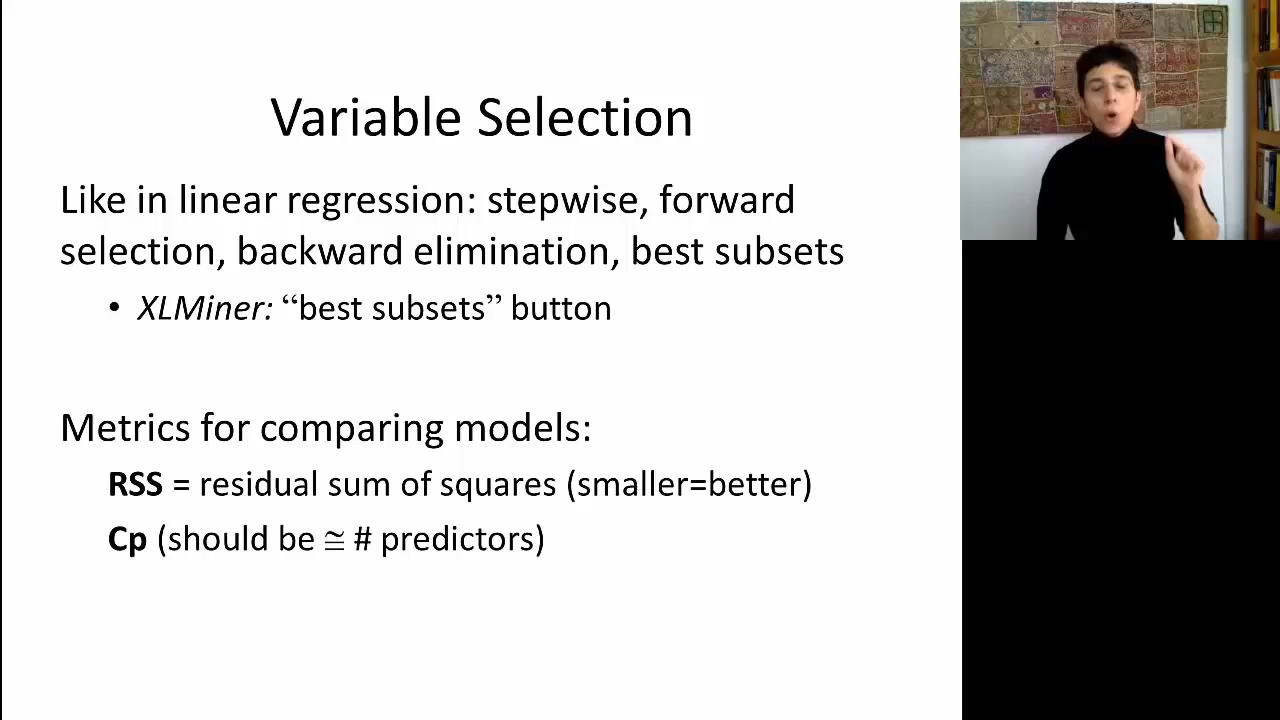 Variable Selection
Like in linear regression: stepwise, forward
selection, backward elimination, best subsets
• XLMiner: “best subsets” button
Metrics for comparing models:
RSS = residual sum of squares (smaller=better)
Cp (should be ≅ # predictors)